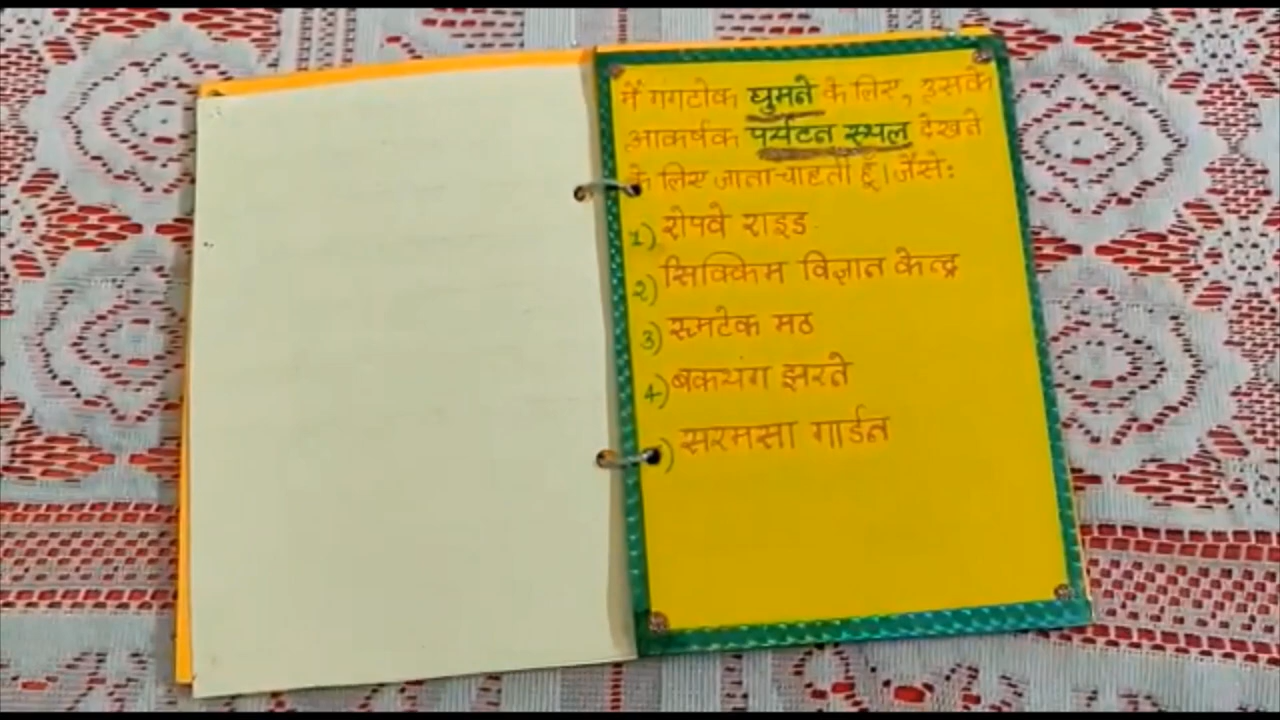 मैं गंगटोक घुमने के लिए, उसके
आकर्षक पर्यटन स्थल देखने
के लिए जाना चाहती हूँ। जैसे:
1) रोपवे राइड
2) सिक्किम विज्ञान केन्द्र
3) रूमटेक मठ
4) बकथंग झरने
) सरमसा गार्डन